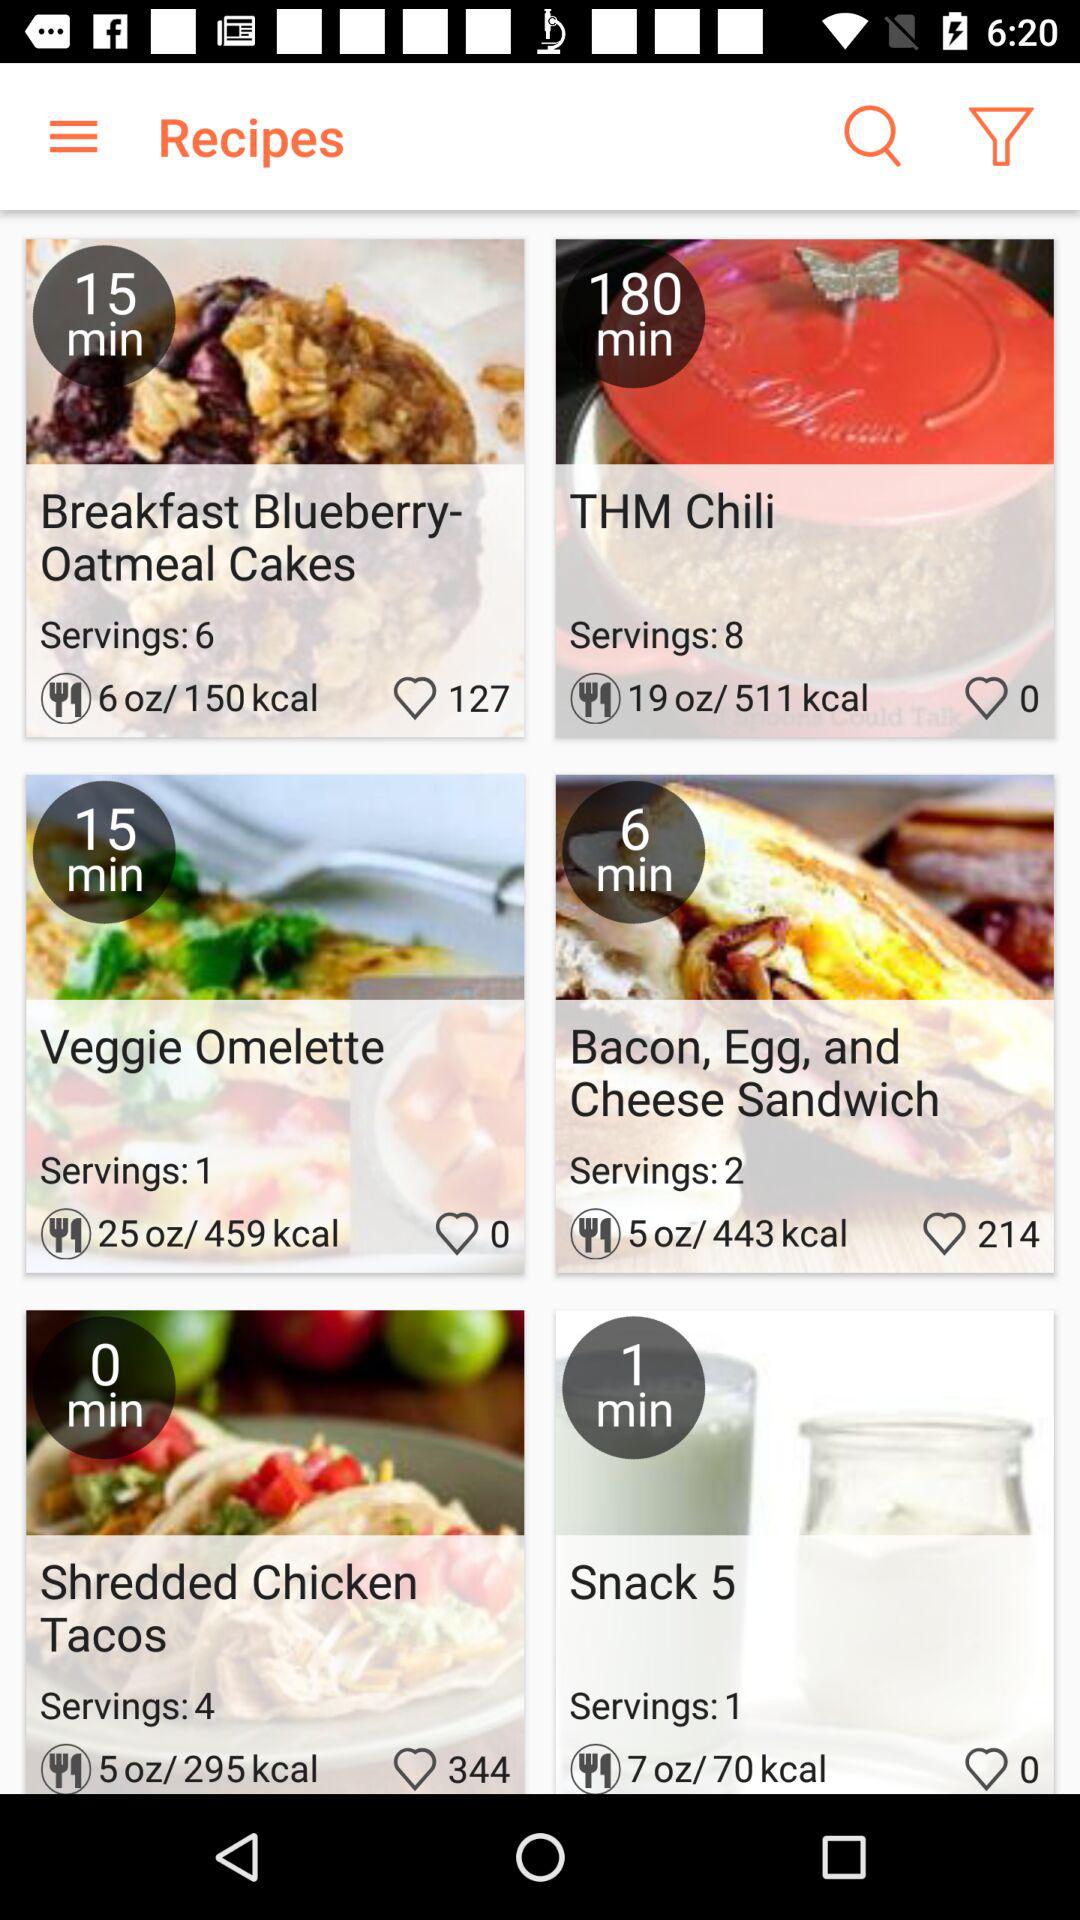 6:20
Recipes
15
min
Breakfast Blueberry-
Oatmeal Cakes
Servings: 6
6 oz/ 150 kcal
127
180
min
THM Chili
Servings: 8
19 oz/ 511 kcal
0
15
min
Veggie Omelette
Servings: 1
25 oz/ 459 kcal
0
6
min
Bacon, Egg, and
Cheese Sandwich
Servings: 2
5 oz/ 443 kcal
214
0
min
Shredded Chicken
Tacos
Servings: 4
5 oz/ 295 kcal
344
1
min
Snack 5
Servings: 1
7 oz/ 70 kcal
0